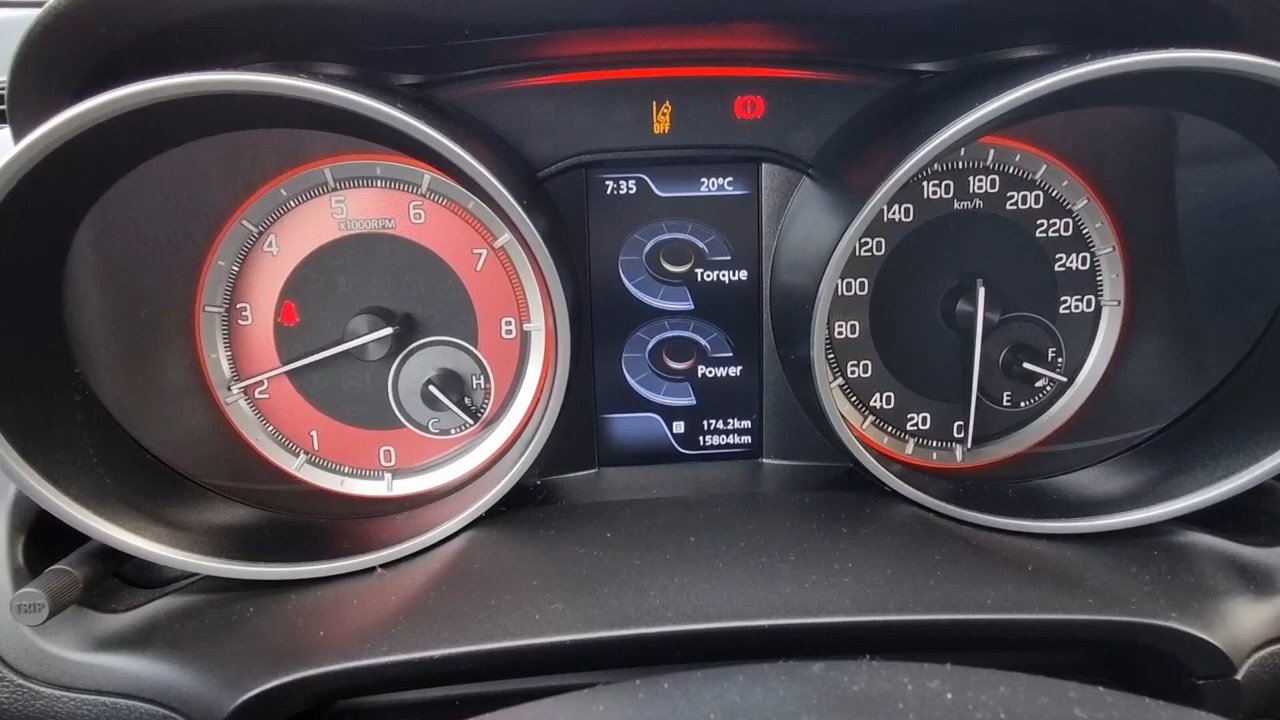 OFF
7:35 20°C
Torque
Power
B 174.2km
15804km
0 1 2 3 4 5 6 7 8
x1000RPM
C H
0 20 40 60 80 100 120 140 160 180 200 220 240 260
km/h
E F
TRIP